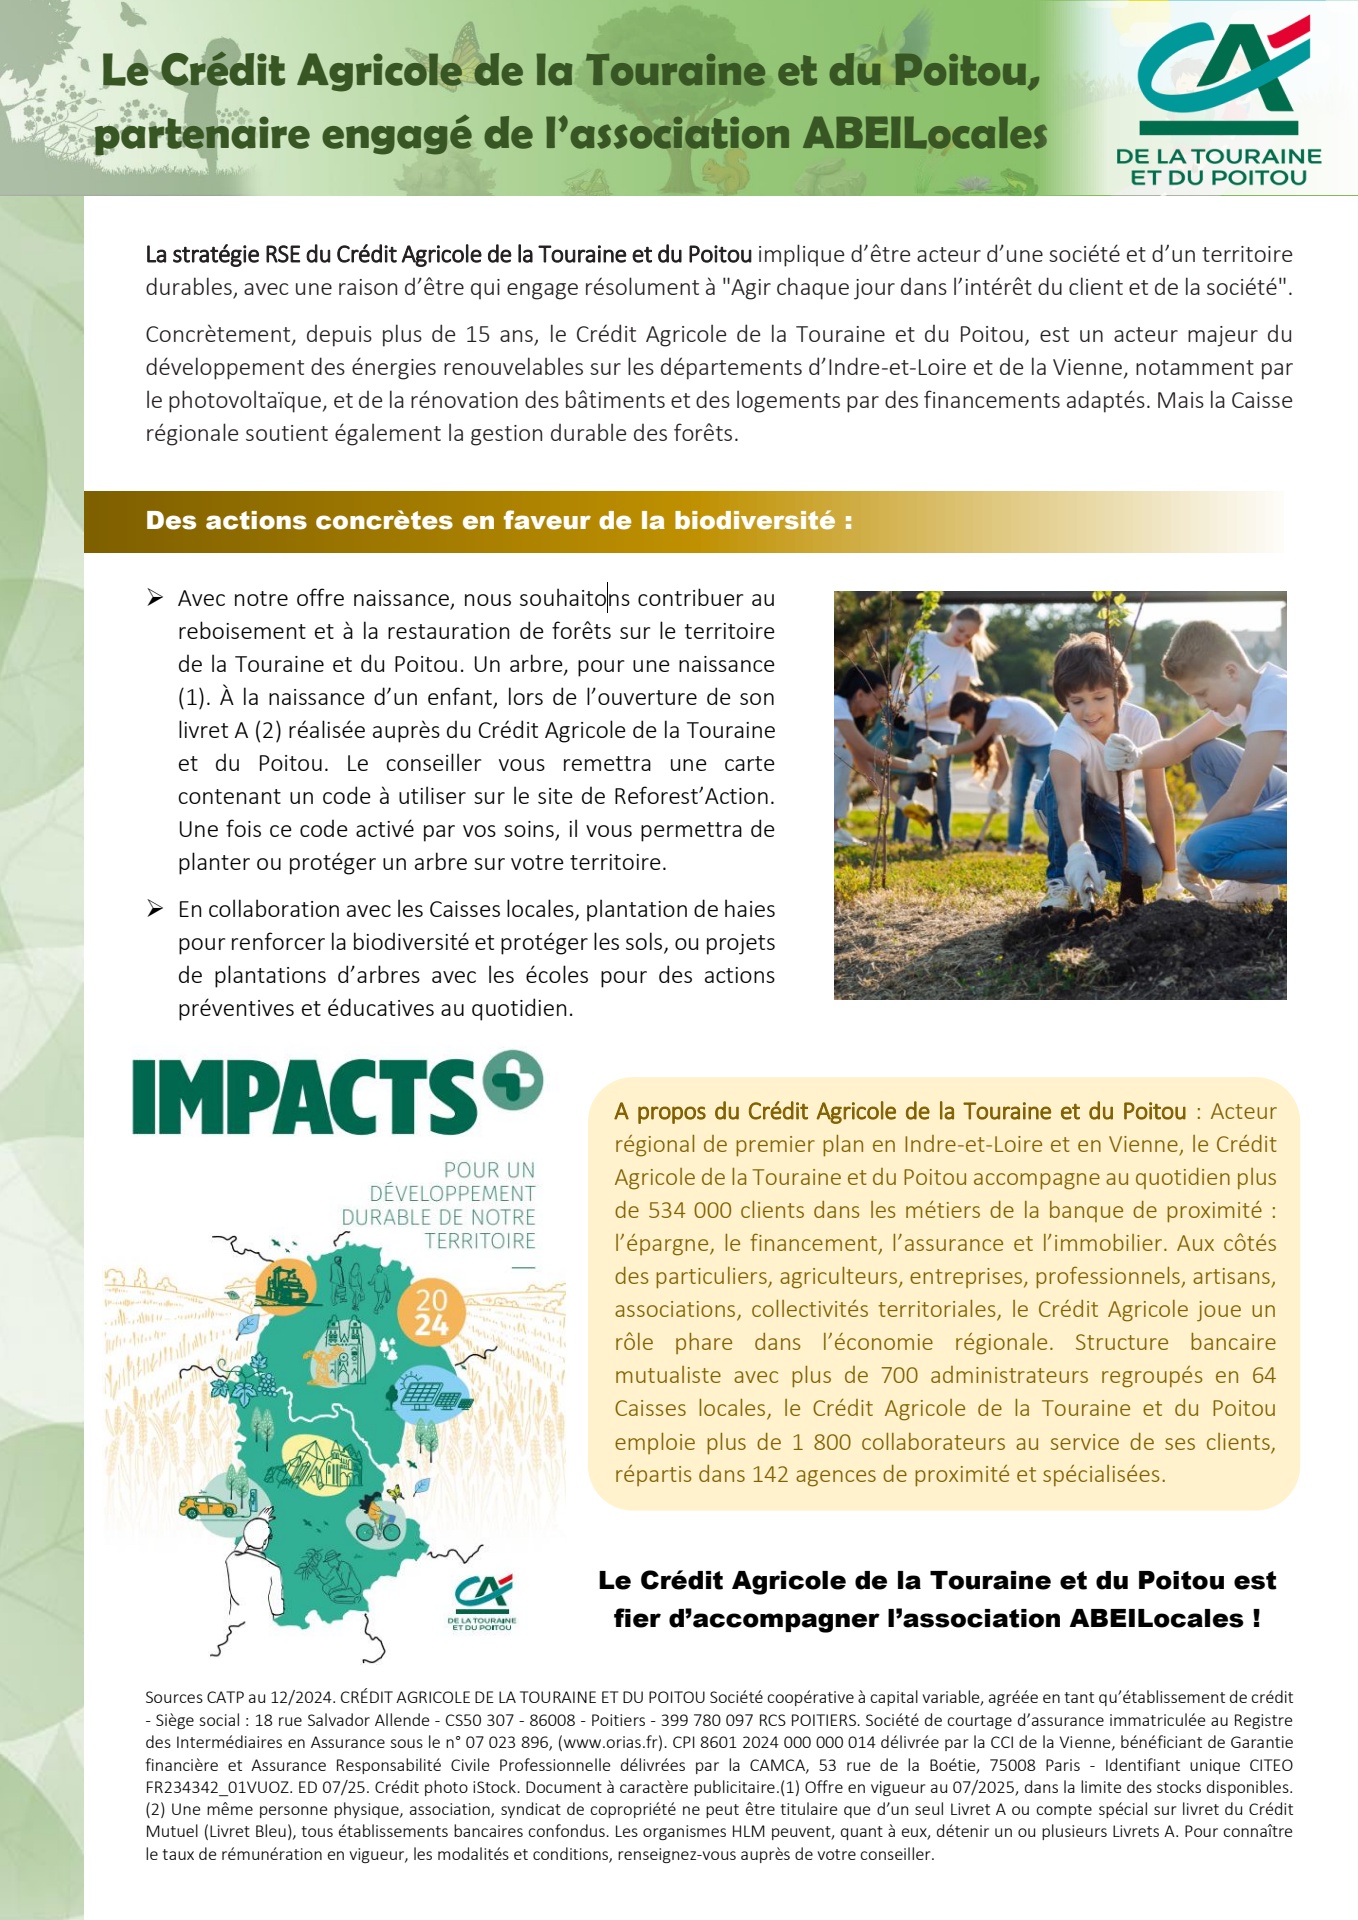 Le Crédit Agricole de la Touraine et du Poitou,
partenaire engagé de l’association ABEILocales
DE LA TOURAINE
ET DU POITOU
La stratégie RSE du Crédit Agricole de la Touraine et du Poitou implique d’être acteur d’une société et d’un territoire
durables, avec une raison d’être qui engage résolument à "Agir chaque jour dans l’intérêt du client et de la société".
Concrètement, depuis plus de 15 ans, le Crédit Agricole de la Touraine et du Poitou, est un acteur majeur du
développement des énergies renouvelables sur les départements d’Indre-et-Loire et de la Vienne, notamment par
le photovoltaïque, et de la rénovation des bâtiments et des logements par des financements adaptés. Mais la Caisse
régionale soutient également la gestion durable des forêts.
Des actions concrètes en faveur de la biodiversité :
➢ Avec notre offre naissance, nous souhaitons contribuer au
reboisement et à la restauration de forêts sur le territoire
de la Touraine et du Poitou. Un arbre, pour une naissance
(1). À la naissance d’un enfant, lors de l’ouverture de son
livret A (2) réalisée auprès du Crédit Agricole de la Touraine
et du Poitou. Le conseiller vous remettra une carte
contenant un code à utiliser sur le site de Reforest’Action.
Une fois ce code activé par vos soins, il vous permettra de
planter ou protéger un arbre sur votre territoire.
➢ En collaboration avec les Caisses locales, plantation de haies
pour renforcer la biodiversité et protéger les sols, ou projets
de plantations d’arbres avec les écoles pour des actions
préventives et éducatives au quotidien.
IMPACTS+
POUR UN
DÉVELOPPEMENT
DURABLE DE NOTRE
TERRITOIRE
20
24
DE LA TOURAINE
ET DU POITOU
A propos du Crédit Agricole de la Touraine et du Poitou : Acteur
régional de premier plan en Indre-et-Loire et en Vienne, le Crédit
Agricole de la Touraine et du Poitou accompagne au quotidien plus
de 534 000 clients dans les métiers de la banque de proximité :
l’épargne, le financement, l’assurance et l’immobilier. Aux côtés
des particuliers, agriculteurs, entreprises, professionnels, artisans,
associations, collectivités territoriales, le Crédit Agricole joue un
rôle phare dans l’économie régionale. Structure bancaire
mutualiste avec plus de 700 administrateurs regroupés en 64
Caisses locales, le Crédit Agricole de la Touraine et du Poitou
emploie plus de 1 800 collaborateurs au service de ses clients,
répartis dans 142 agences de proximité et spécialisées.
Le Crédit Agricole de la Touraine et du Poitou est
fier d’accompagner l’association ABEILocales !
Sources CATP au 12/2024. CRÉDIT AGRICOLE DE LA TOURAINE ET DU POITOU Société coopérative à capital variable, agréée en tant qu’établissement de crédit
- Siège social : 18 rue Salvador Allende - CS50 307 - 86008 - Poitiers - 399 780 097 RCS POITIERS. Société de courtage d’assurance immatriculée au Registre
des Intermédiaires en Assurance sous le n° 07 023 896, (www.orias.fr). CPI 8601 2024 000 000 014 délivrée par la CCI de la Vienne, bénéficiant de Garantie
financière et Assurance Responsabilité Civile Professionnelle délivrées par la CAMCA, 53 rue de la Boétie, 75008 Paris - Identifiant unique CITEO
FR234342_01VUOZ. ED 07/25. Crédit photo iStock. Document à caractère publicitaire.(1) Offre en vigueur au 07/2025, dans la limite des stocks disponibles.
(2) Une même personne physique, association, syndicat de copropriété ne peut être titulaire que d’un seul Livret A ou compte spécial sur livret du Crédit
Mutuel (Livret Bleu), tous établissements bancaires confondus. Les organismes HLM peuvent, quant à eux, détenir un ou plusieurs Livrets A. Pour connaître
le taux de rémunération en vigueur, les modalités et conditions, renseignez-vous auprès de votre conseiller.